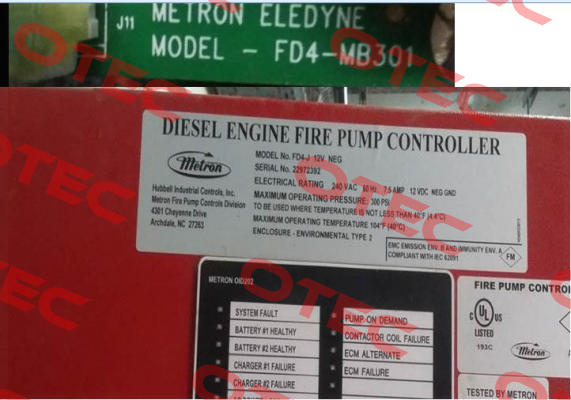 J11
METRON ELEDYNE
MODEL - FD4-MB301
DIESEL ENGINE FIRE PUMP CONTROLLER
Metron
Hubbell Industrial Controls, Inc.
Metron Fire Pump Controls Division
4301 Cheyenne Drive
Archdale, NC 27263
MODEL No. FD4-J 12V NEG
SERIAL No. 22972392
ELECTRICAL RATING 240 VAC 60 Hz, 7.5 AMP 12 VDC NEG GND
MAXIMUM OPERATING PRESSURE: 300 PSI
TO BE USED WHERE TEMPERATURE IS NOT LESS THAN 40°F (4.4°C)
MAXIMUM OPERATING TEMPERATURE 104°F (40°C)
ENCLOSURE - ENVIRONMENTAL TYPE 2
EMC EMISSION ENV. B AND IMMUNITY ENV. A
COMPLIANT WITH IEC 62091
FM
METRON OID202
SYSTEM FAULT
BATTERY #1 HEALTHY
BATTERY #2 HEALTHY
CHARGER #1 FAILURE
CHARGER #2 FAILURE
PUMP ON DEMAND
CONTACTOR COIL FAILURE
ECM ALTERNATE
ECM FAILURE
FIRE PUMP CONTRO
C UL US
LISTED
193C
Metron
TESTED BY METRON
OTEC
OTEC
OTEC
OTEC